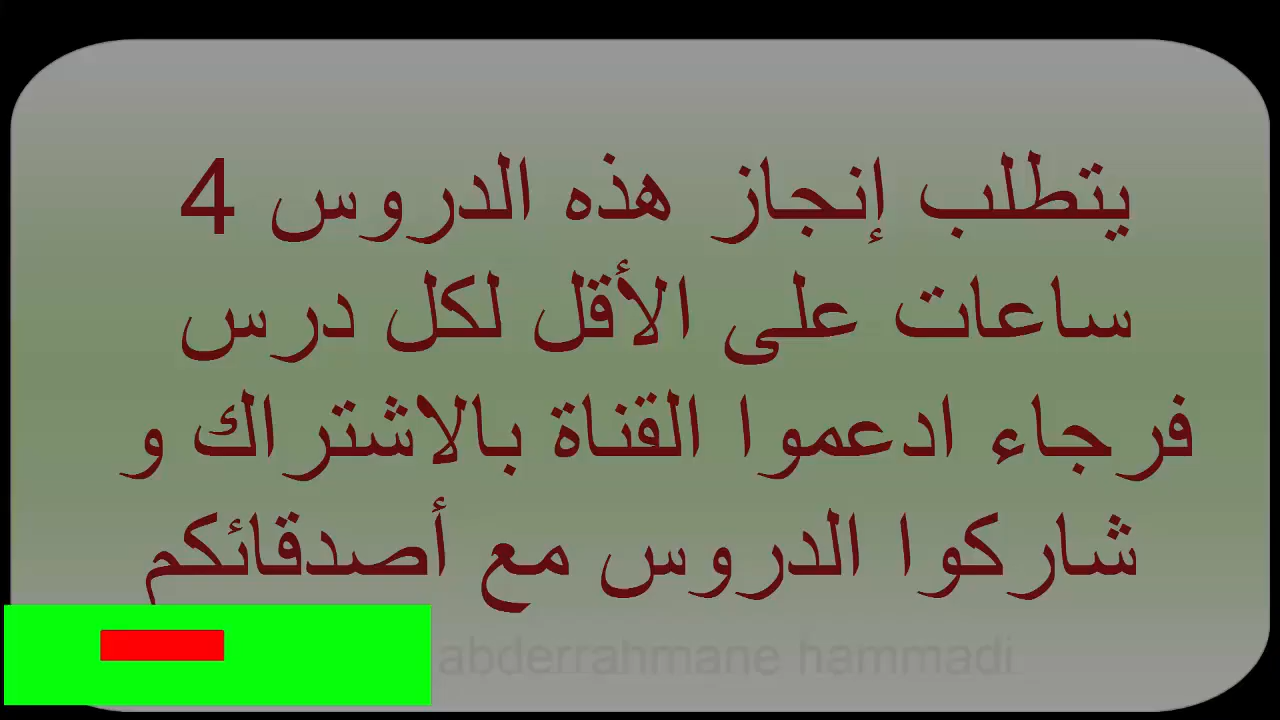 يتطلب إنجاز هذه الدروس 4
ساعات على الأقل لكل درس
فرجاء ادعموا القناة بالاشتراك و
شاركوا الدروس مع أصدقائكم
abderrahmane hammadi